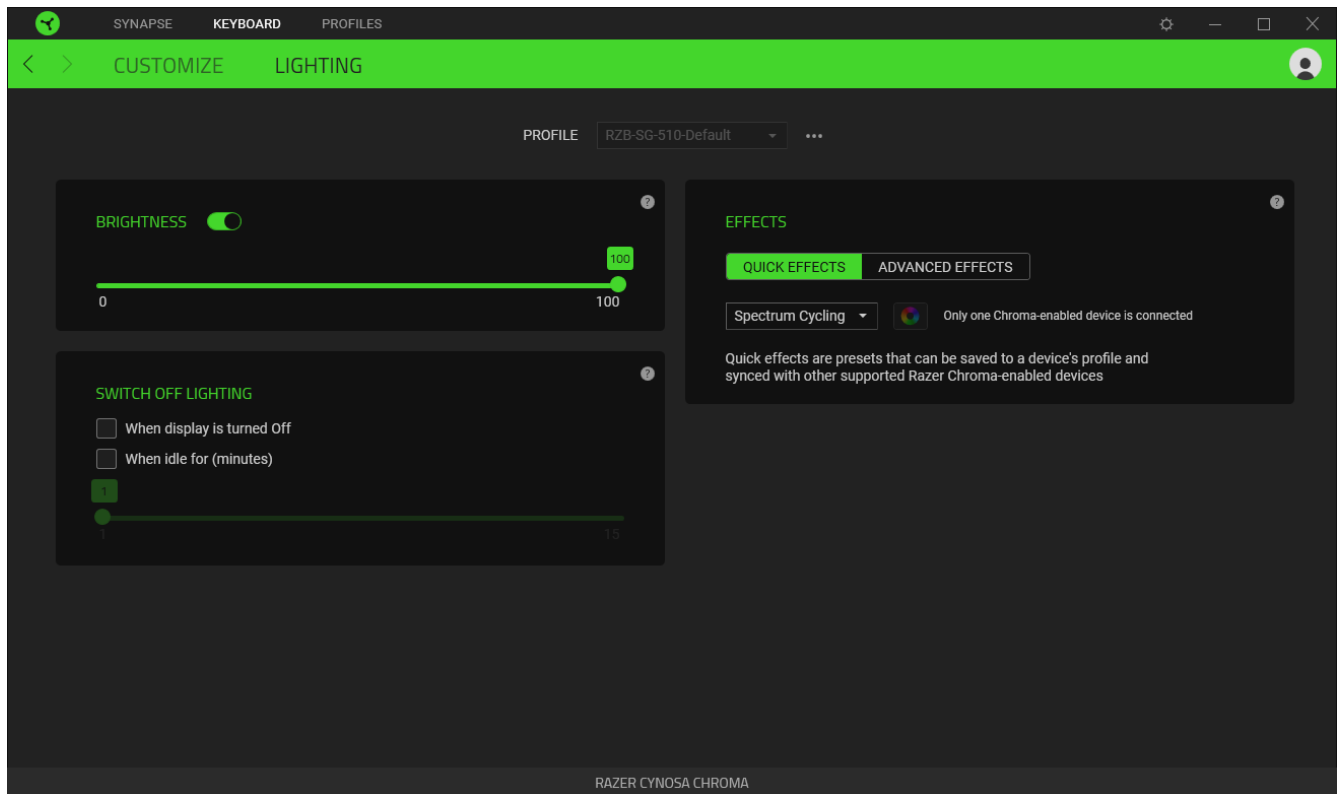 SYNAPSE KEYBOARD PROFILES
CUSTOMIZE LIGHTING
PROFILE RZB-SG-510-Default
BRIGHTNESS
100
0 100
SWITCH OFF LIGHTING
When display is turned Off
When idle for (minutes)
1
1 15
EFFECTS
QUICK EFFECTS ADVANCED EFFECTS
Spectrum Cycling Only one Chroma-enabled device is connected
Quick effects are presets that can be saved to a device's profile and
synced with other supported Razer Chroma-enabled devices
RAZER CYNOSA CHROMA